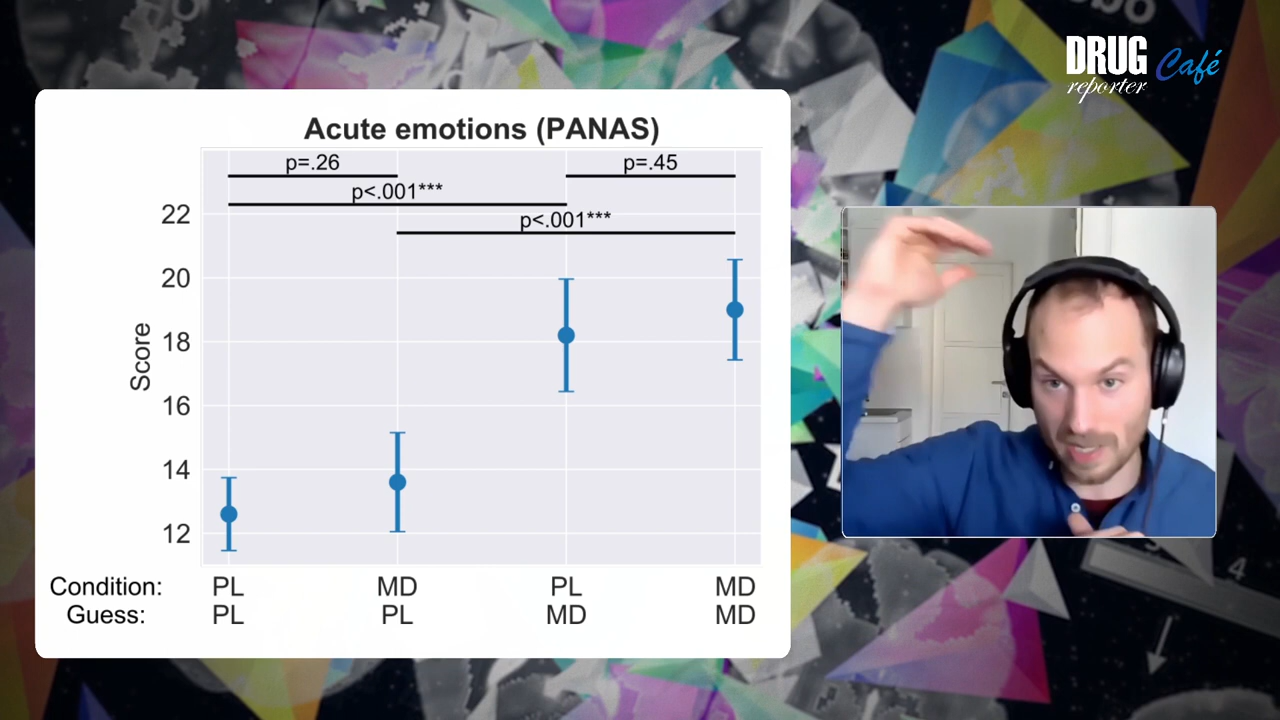 DRUG
reporter
Café
Acute emotions (PANAS)
p=.26
p=.45
p<.001***
p<.001***
22
20
18
16
14
12
Score
Condition: PL MD PL MD
Guess: PL PL MD MD
4